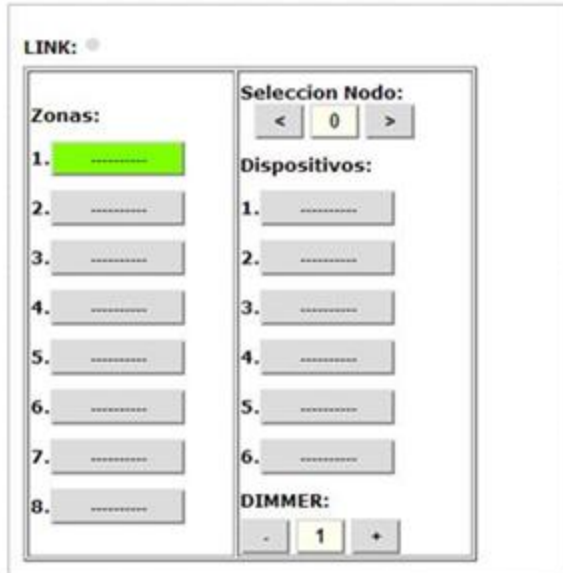 LINK:
Zonas:
1. ----------
2. ----------
3. ----------
4. ----------
5. ----------
6. ----------
7. ----------
8. ----------
Seleccion Nodo:
< 0 >
Dispositivos:
1. ----------
2. ----------
3. ----------
4. ----------
5. ----------
6. ----------
DIMMER:
- 1 +